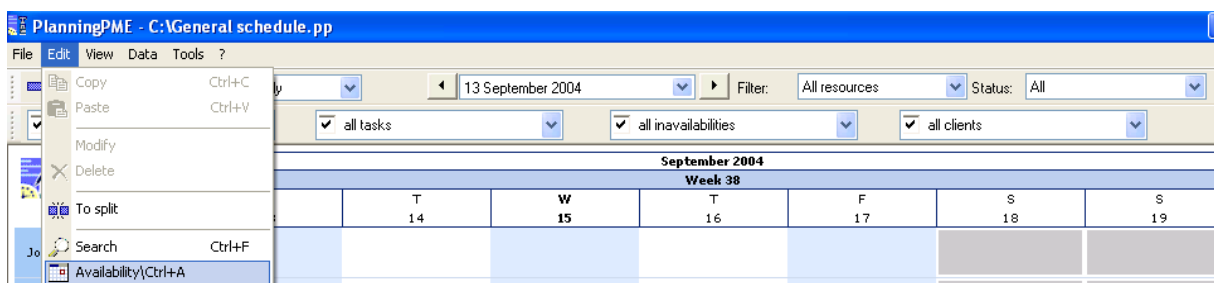 PlanningPME - C:\General schedule.pp
File Edit View Data Tools ?
Copy Ctrl+C
13 September 2004 Filter: All resources Status: All
Paste Ctrl+V
all tasks all inavailabilities all clients
Modify
Delete
September 2004
Week 38
To split
T W T F S S
14 15 16 17 18 19
Search Ctrl+F
Jo
Availability\Ctrl+A